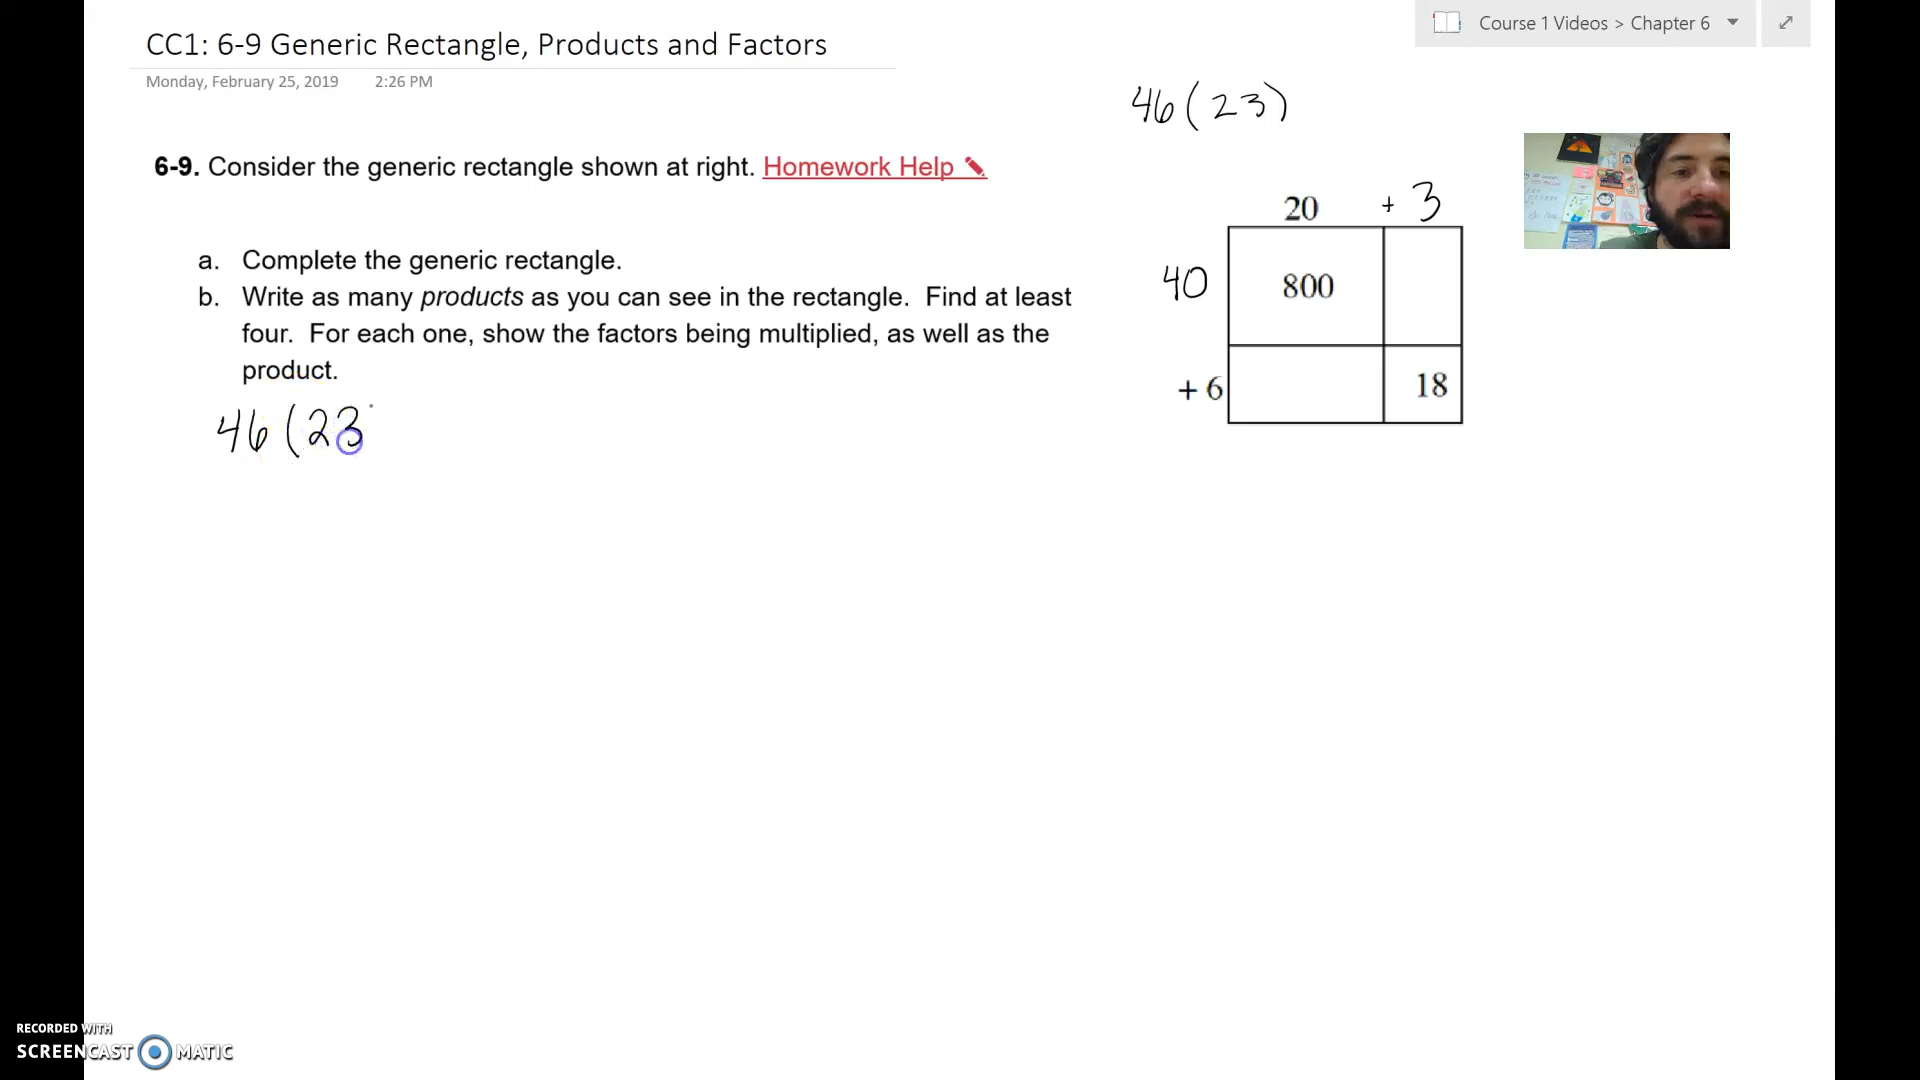 CC1: 6-9 Generic Rectangle, Products and Factors
Monday, February 25, 2019 2:26 PM
Course 1 Videos > Chapter 6
46(23)
6-9. Consider the generic rectangle shown at right. Homework Help
a. Complete the generic rectangle.
b. Write as many products as you can see in the rectangle. Find at least
four. For each one, show the factors being multiplied, as well as the
product.
46(23
20 + 3
40 800
+ 6 18
RECORDED WITH
SCREENCAST MATIC